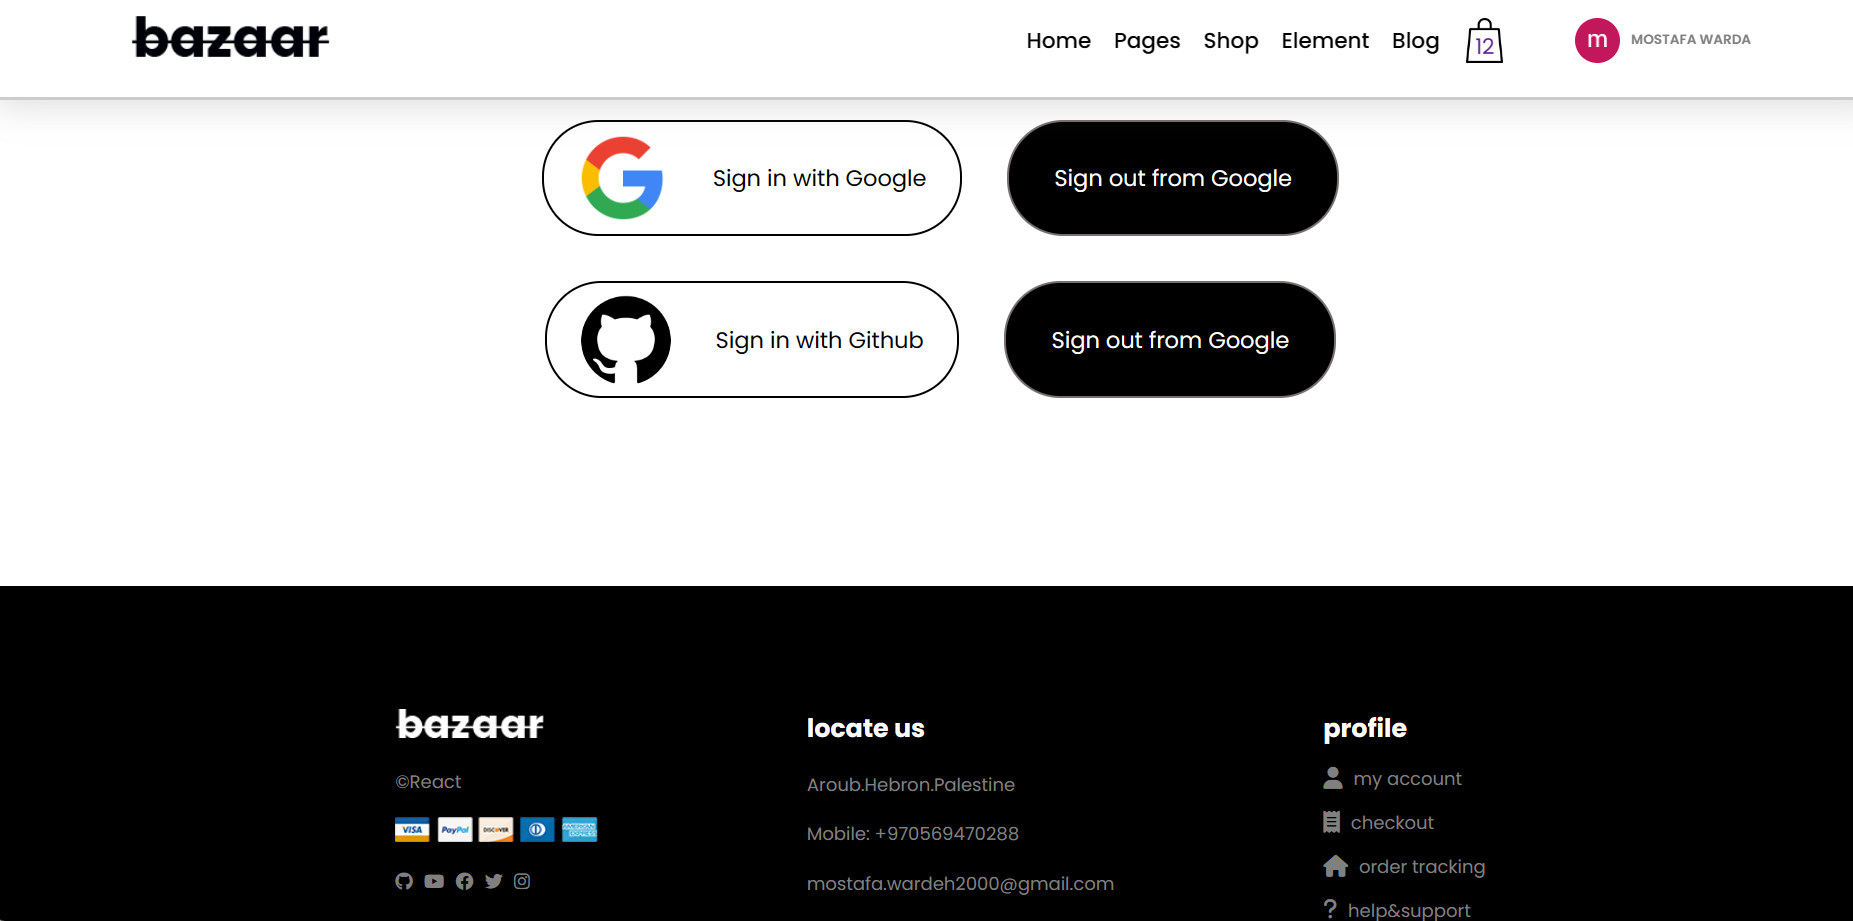 bazaar
Home Pages Shop Element Blog 12 m MOSTAFA WARDA
Sign in with Google
Sign out from Google
Sign in with Github
Sign out from Google
bazaar
©React
VISA PayPal DISCOVER AMERICAN EXPRESS
locate us
Aroub.Hebron.Palestine
Mobile: +970569470288
mostafa.wardeh2000@gmail.com
profile
my account
checkout
order tracking
help&support